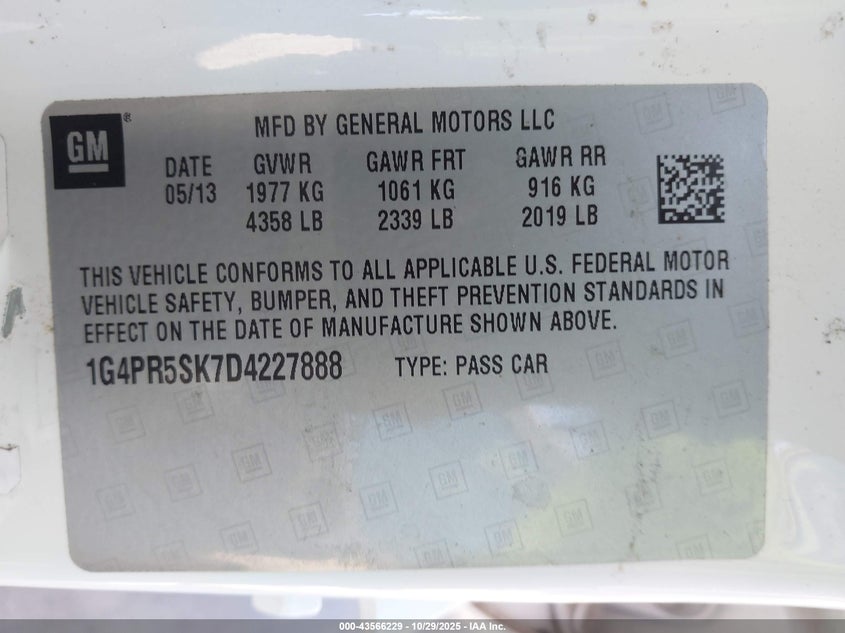 GM®
MFD BY GENERAL MOTORS LLC
DATE GVWR GAWR FRT GAWR RR
05/13 1977 KG 1061 KG 916 KG
4358 LB 2339 LB 2019 LB
THIS VEHICLE CONFORMS TO ALL APPLICABLE U.S. FEDERAL MOTOR
VEHICLE SAFETY, BUMPER, AND THEFT PREVENTION STANDARDS IN
EFFECT ON THE DATE OF MANUFACTURE SHOWN ABOVE.
1G4PR5SK7D4227888 TYPE: PASS CAR
000-43566229 - 10/29/2025 - IAA Inc.